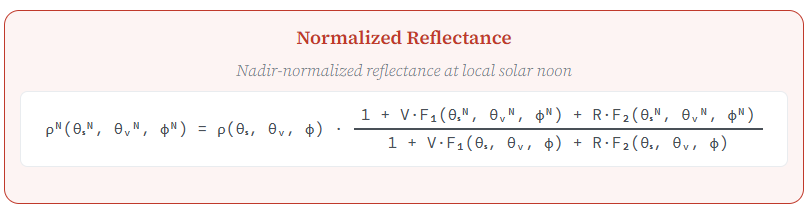 Normalized Reflectance
Nadir-normalized reflectance at local solar noon
ρᴺ(θₛᴺ, θᵥᴺ, ϕᴺ) = ρ(θₛ, θᵥ, ϕ) · 1 + V·F₁(θₛᴺ, θᵥᴺ, ϕᴺ) + R·F₂(θₛᴺ, θᵥᴺ, ϕᴺ)
1 + V·F₁(θₛ, θᵥ, ϕ) + R·F₂(θₛ, θᵥ, ϕ)